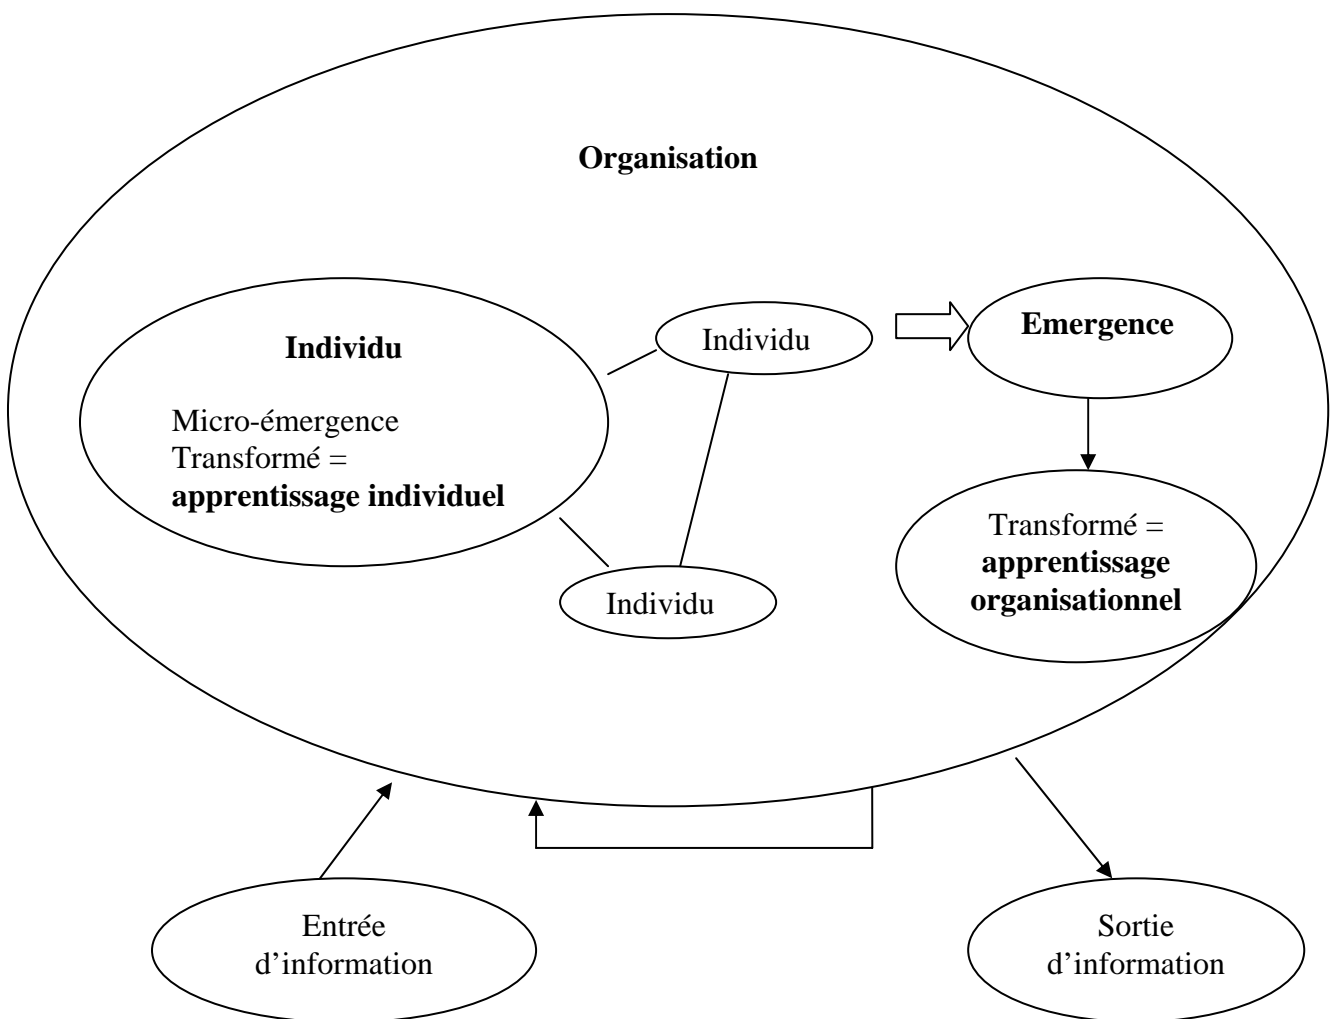 Organisation
Individu
Micro-émergence
Transformé =
apprentissage individuel
Individu
Individu
Emergence
Transformé =
apprentissage
organisationnel
Entrée
d’information
Sortie
d’information